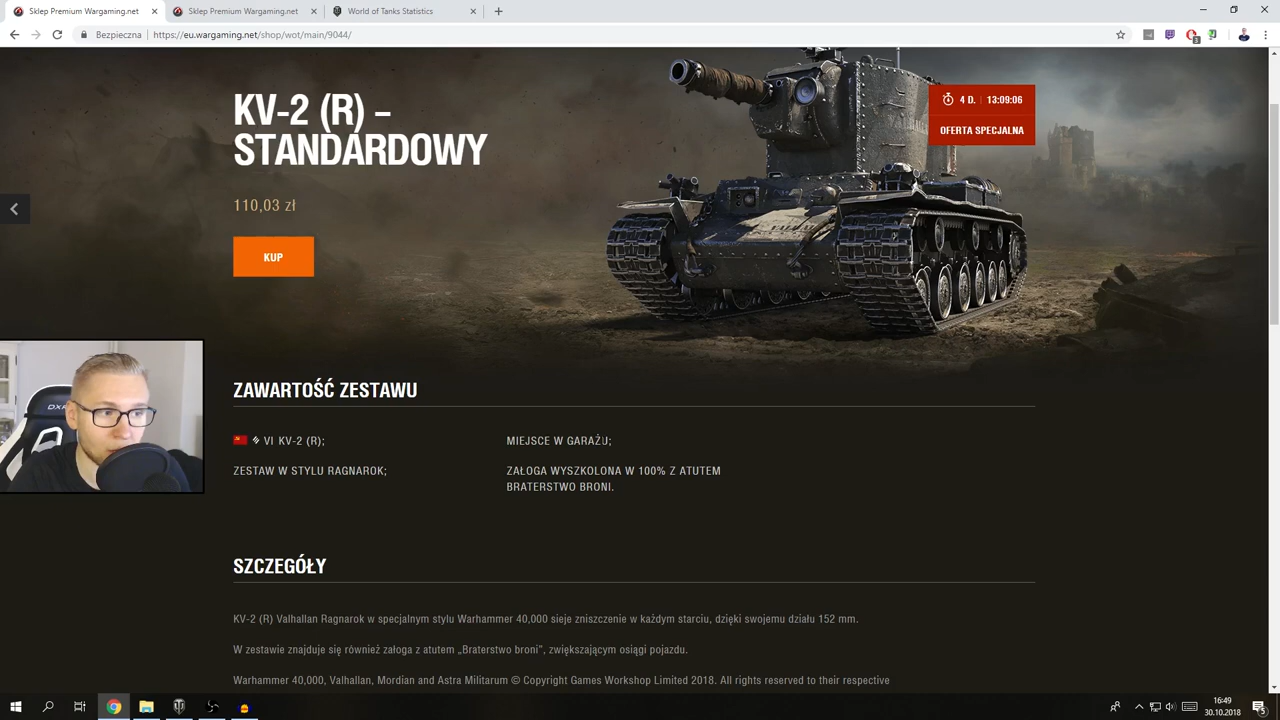 Sklep Premium Wargaming.net
Sklep Premium Wargaming.net
World of Tanks Statistics
Bezpieczna
https://eu.wargaming.net/shop/wot/main/9044/
3
KV-2 (R) –
STANDARDOWY
4 D. | 13:09:06
OFERTA SPECJALNA
110,03 zł
KUP
ZAWARTOŚĆ ZESTAWU
VI KV-2 (R);
MIEJSCE W GARAŻU;
ZESTAW W STYLU RAGNAROK;
ZAŁOGA WYSZKOLONA W 100% Z ATUTEM
BRATERSTWO BRONI.
SZCZEGÓŁY
KV-2 (R) Valhallan Ragnarok w specjalnym stylu Warhammer 40,000 sieje zniszczenie w każdym starciu, dzięki swojemu działu 152 mm.
W zestawie znajduje się również załoga z atutem „Braterstwo broni”, zwiększającym osiągi pojazdu.
Warhammer 40,000, Valhallan, Mordian and Astra Militarum © Copyright Games Workshop Limited 2018. All rights reserved to their respective
16:49
30.10.2018
5